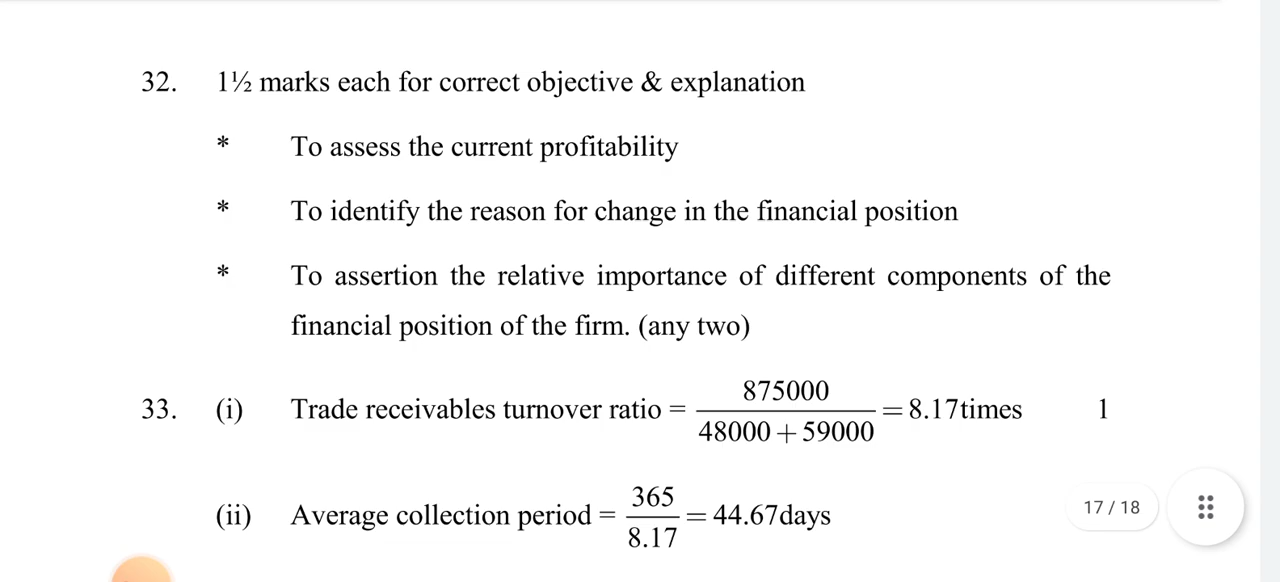 32. 1½ marks each for correct objective & explanation
* To assess the current profitability
* To identify the reason for change in the financial position
* To assertion the relative importance of different components of the
financial position of the firm. (any two)
33. (i) Trade receivables turnover ratio = 875000 / 48000 + 59000 = 8.17times 1
(ii) Average collection period = 365 / 8.17 = 44.67days
17 / 18